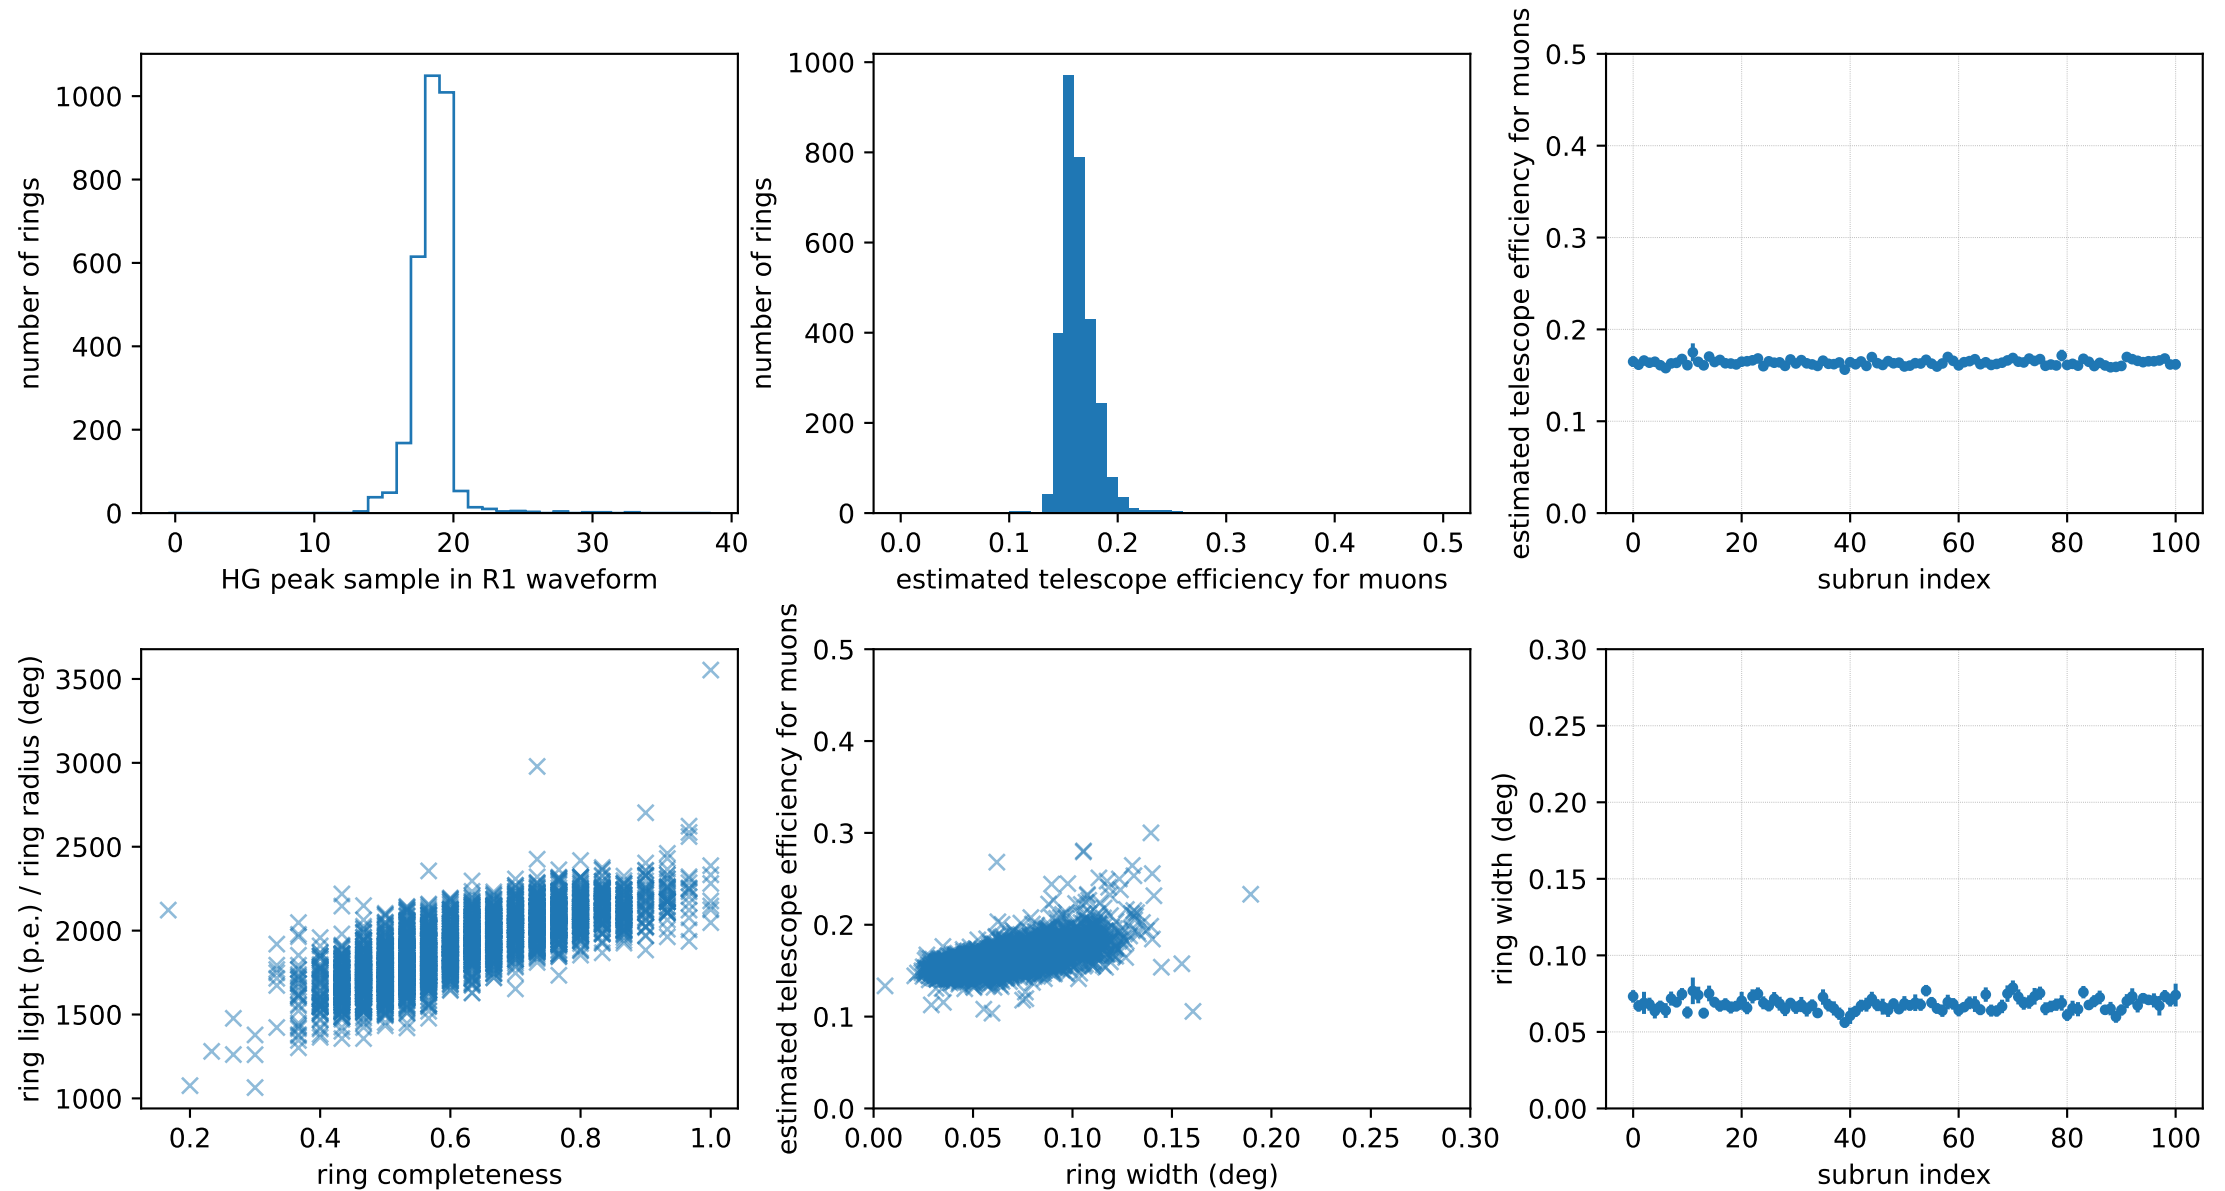 number of rings
1000
800
600
400
200
0
0 10 20 30 40
HG peak sample in R1 waveform
number of rings
1000
800
600
400
200
0
0.0 0.1 0.2 0.3 0.4 0.5
estimated telescope efficiency for muons
estimated telescope efficiency for muons
0.5
0.4
0.3
0.2
0.1
0.0
0 20 40 60 80 100
subrun index
ring light (p.e.) / ring radius (deg)
3500
3000
2500
2000
1500
1000
0.2 0.4 0.6 0.8 1.0
ring completeness
estimated telescope efficiency for muons
0.5
0.4
0.3
0.2
0.1
0.0
0.00 0.05 0.10 0.15 0.20 0.25 0.30
ring width (deg)
ring width (deg)
0.30
0.25
0.20
0.15
0.10
0.05
0.00
0 20 40 60 80 100
subrun index